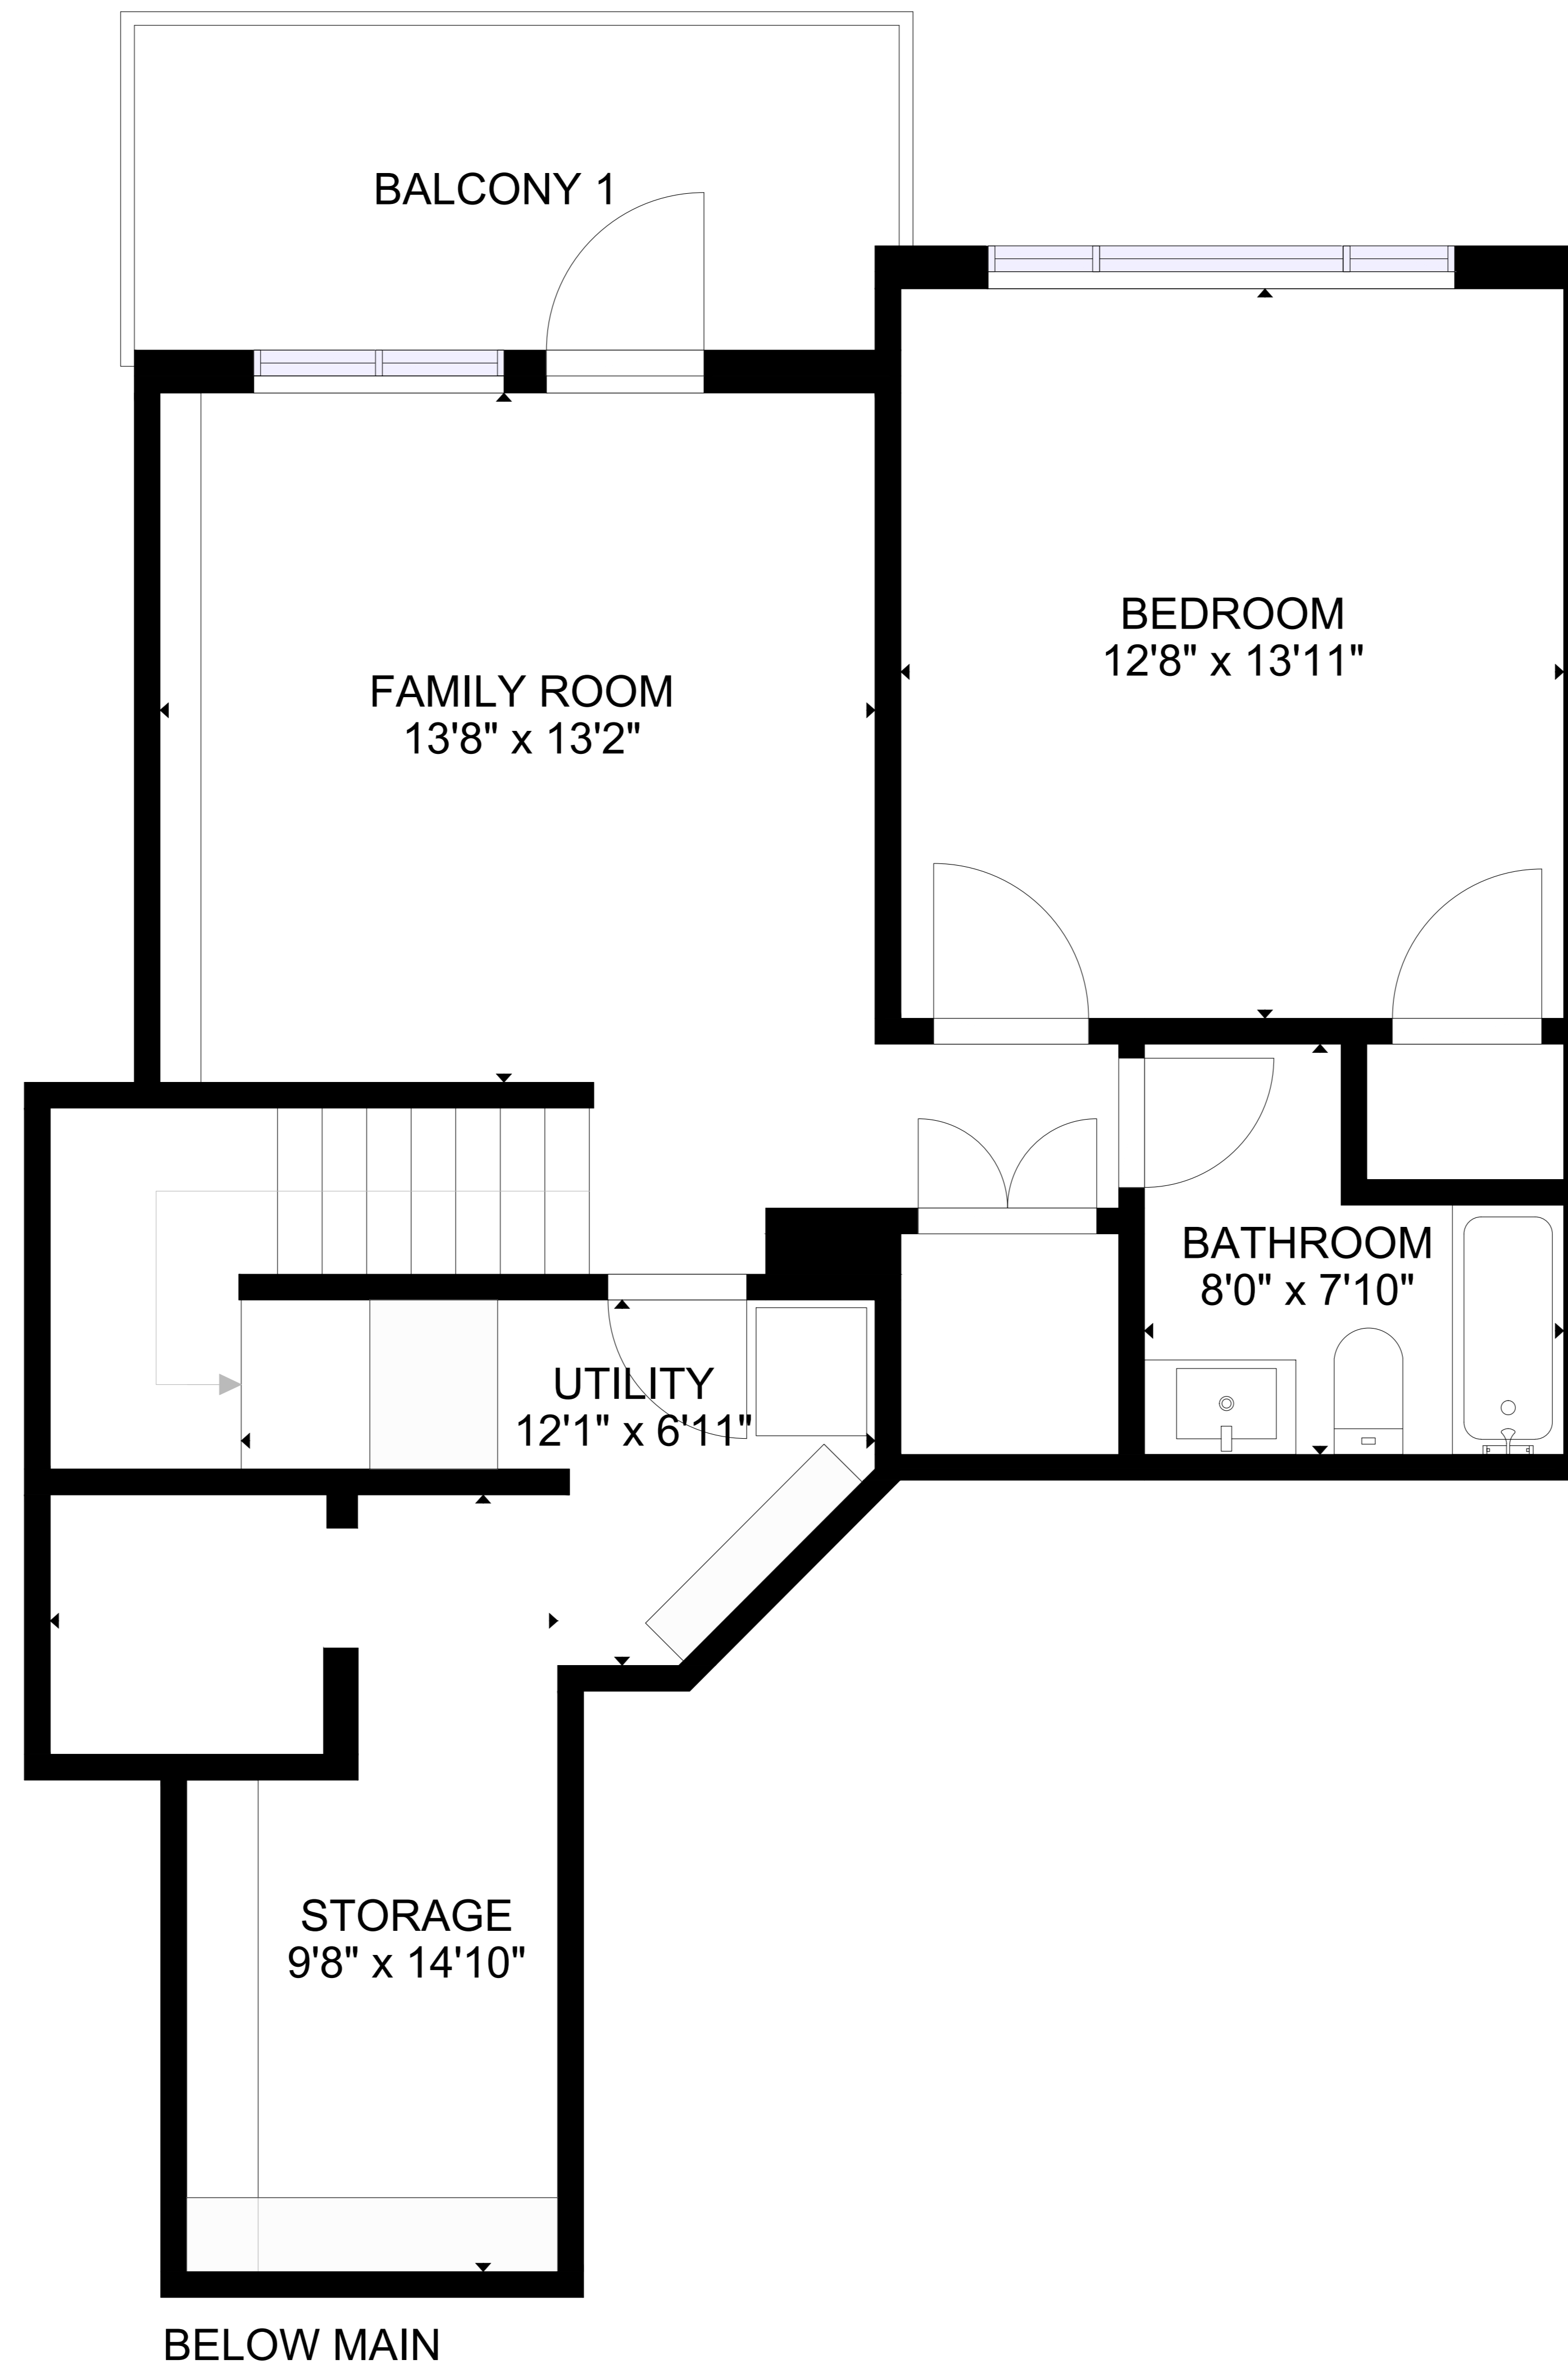 BALCONY 1
BEDROOM
12'8" x 13'11"
FAMILY ROOM
13'8" x 13'2"
BATHROOM
8'0" x 7'10"
UTILITY
12'1" x 6'11"
STORAGE
9'8" x 14'10"
BELOW MAIN